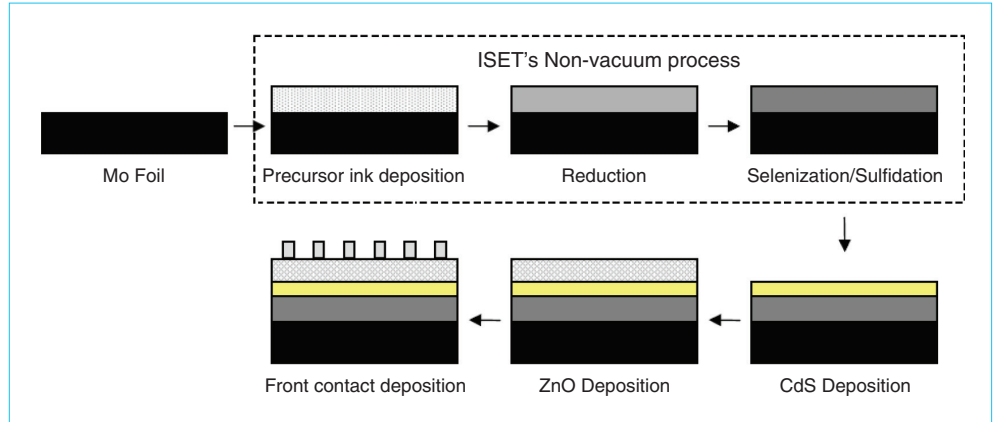 ISET's Non-vacuum process
Mo Foil
Precursor ink deposition
Reduction
Selenization/Sulfidation
Front contact deposition
ZnO Deposition
CdS Deposition